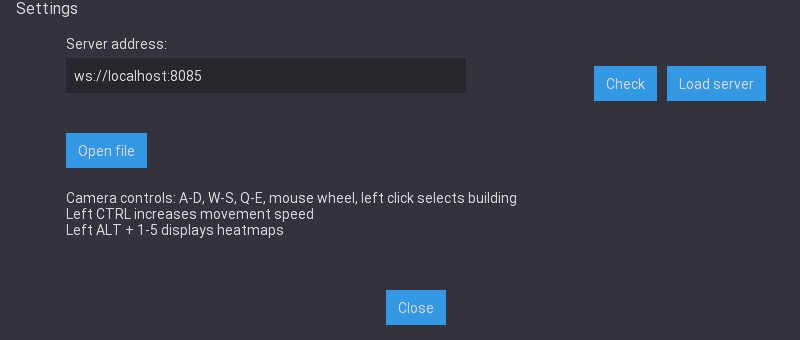 Settings
Server address:
ws://localhost:8085
Check
Load server
Open file
Camera controls: A-D, W-S, Q-E, mouse wheel, left click selects building
Left CTRL increases movement speed
Left ALT + 1-5 displays heatmaps
Close